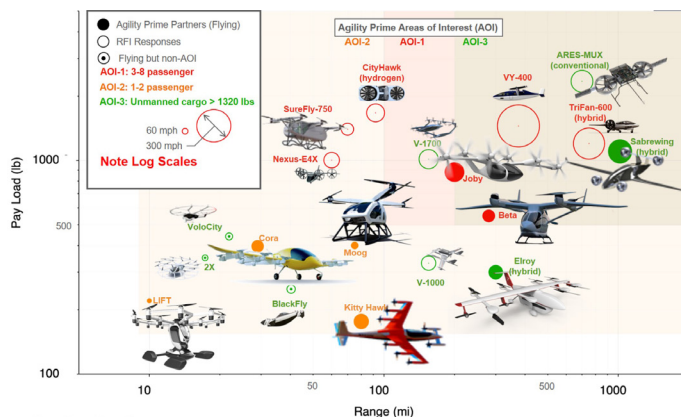 Agility Prime Partners (Flying)
RFI Responses
Flying but non-AOI
AOI-1: 3-8 passenger
AOI-2: 1-2 passenger
AOI-3: Unmanned cargo > 1320 lbs
60 mph
300 mph
Note Log Scales
Agility Prime Areas of Interest (AOI)
AOI-2
AOI-1
AOI-3
ARES-MUX
(conventional)
CityHawk
(hydrogen)
VY-400
SureFly-750
TriFan-600
(hybrid)
V-1700
Sabrewing
(hybrid)
Nexus-E4X
Joby
Beta
VoloCity
Cora
Moog
2X
Elroy
(hybrid)
V-1000
BlackFly
LIFT
Kitty Hawk
Pay Load (lb)
1000
500
100
10
50
100
500
1000
Range (mi)